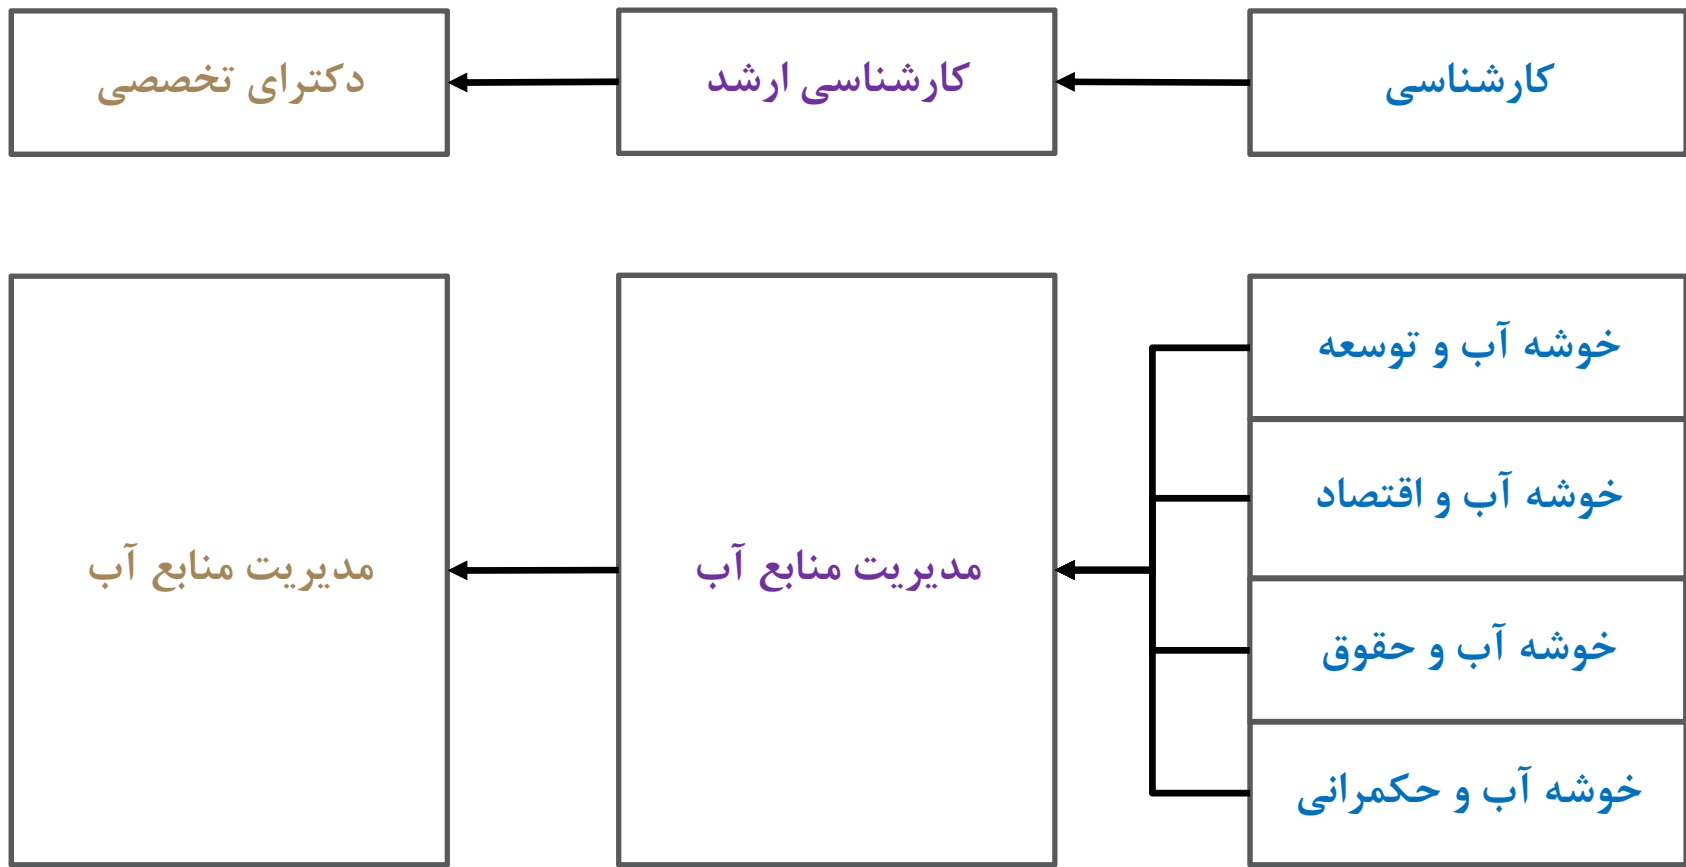 کارشناسی
کارشناسی ارشد
دکترای تخصصی
خوشه آب و توسعه
خوشه آب و اقتصاد
خوشه آب و حقوق
خوشه آب و حکمرانی
مدیریت منابع آب
مدیریت منابع آب